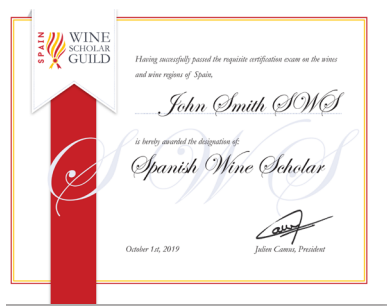 SPAIN
WINE
SCHOLAR
GUILD
Having successfully passed the requisite certification exam on the wines
and wine regions of Spain,
John Smith SWS
is hereby awarded the designation of:
SWS
Spanish Wine Scholar
October 1st, 2019
Julien Camus, President